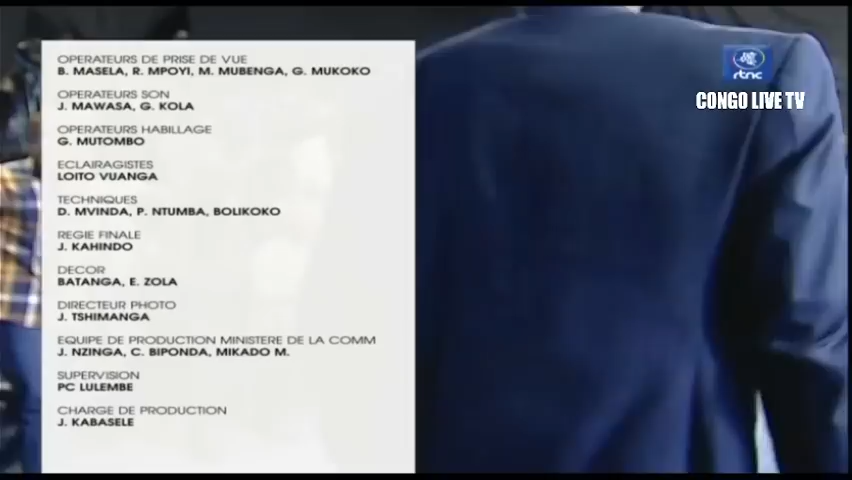 OPERATEURS DE PRISE DE VUE
B. MASELA, R. MPOYI, M. MUBENGA, G. MUKOKO
OPERATEURS SON
J. MAWASA, G. KOLA
OPERATEURS HABILLAGE
G. MUTOMBO
ECLAIRAGISTES
LOITO VUANGA
TECHNIQUES
D. MVINDA, P. NTUMBA, BOLIKOKO
REGIE FINALE
J. KAHINDO
DECOR
BATANGA, E. ZOLA
DIRECTEUR PHOTO
J. TSHIMANGA
EQUIPE DE PRODUCTION MINISTERE DE LA COMM
J. NZINGA, C. BIPONDA, MIKADO M.
SUPERVISION
PC LULEMBE
CHARGE DE PRODUCTION
J. KABASELE
rtnc
CONGO LIVE TV